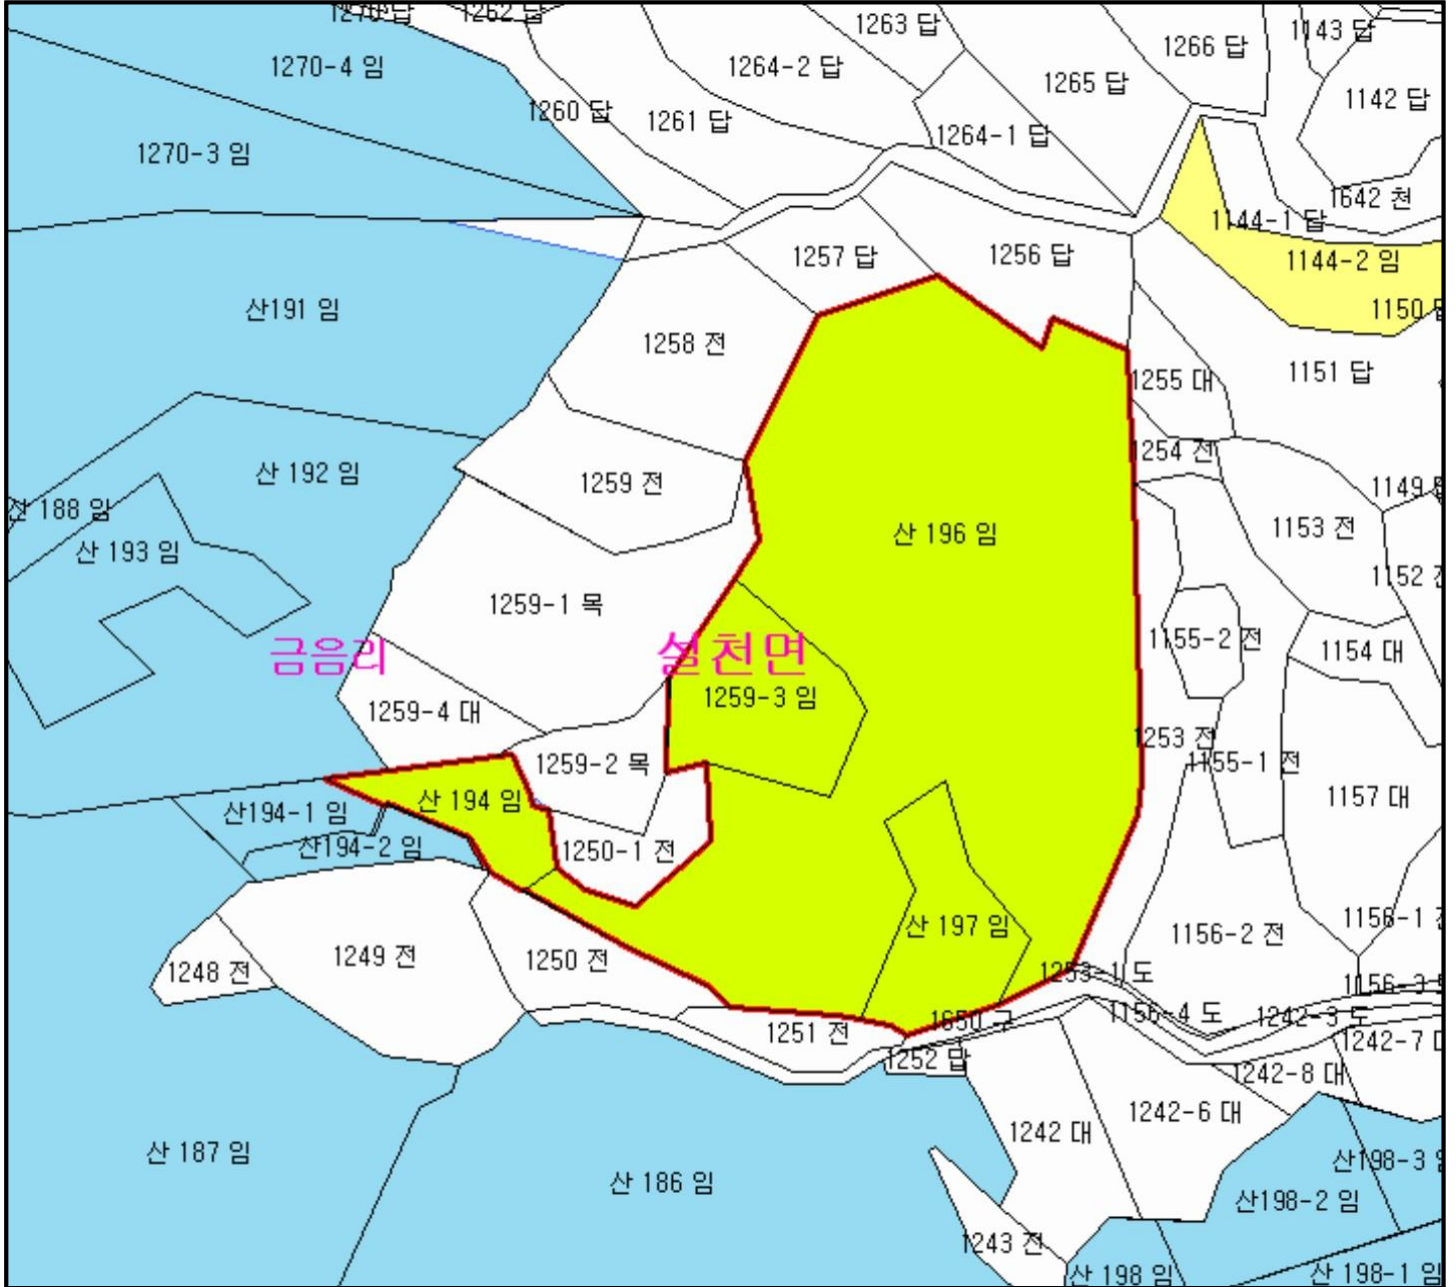 1262 답
1263 답
1143 답
1270-4 임
1264-2 답
1265 답
1266 답
1142 답
1260 답
1261 답
1264-1 답
1270-3 임
1642 천
1144-1 답
1257 답
1256 답
1144-2 임
산191 임
1150
1258 전
1255 대
1151 답
산 192 임
1259 전
1254 전
1149
188 임
산 193 임
산 196 임
1153 전
1152
1259-1 목
금음리
설천면
1155-2 전
1154 대
1259-3 임
1259-4 대
1253 전
1259-2 목
1155-1 전
산194-1 임
산 194 임
1157 대
산194-2 임
1250-1 전
산 197 임
1156-1
1156-2 전
1249 전
1250 전
1248 전
1253-1 도
1156-3
1251 전
1650 구
1156-4 도
1242-3 도
1242-7
1252 답
1242-8 대
1242-6 대
1242 대
산 187 임
산 186 임
산198-3
산198-2 임
1243 전
산 198 임
산 198-1 임